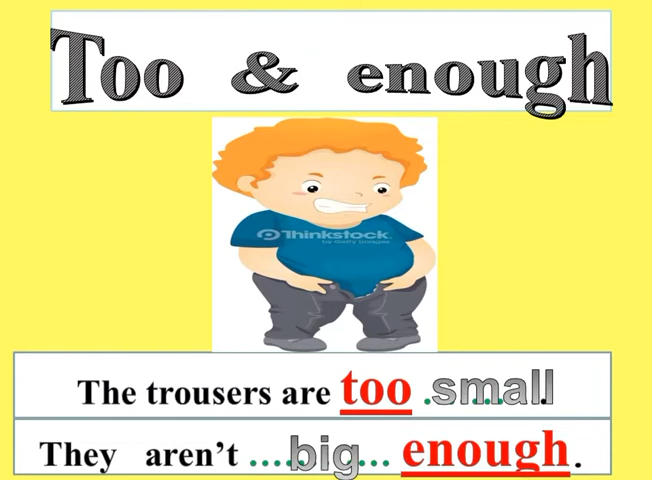 Too & enough
Thinkstock
by Getty Images
The trousers are too small.
They aren't ...big... enough.